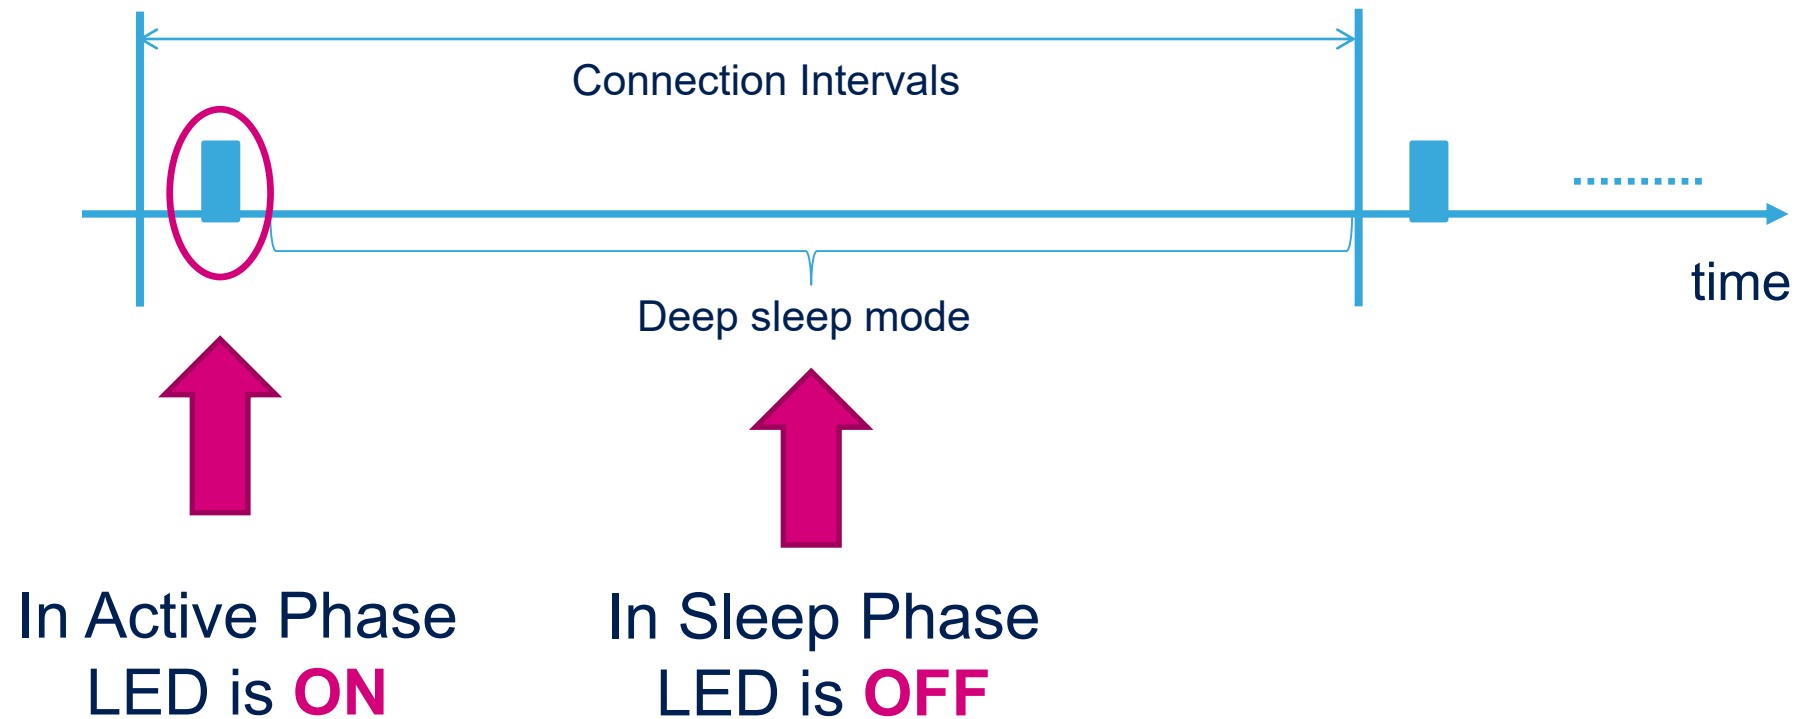 Connection Intervals
time
Deep sleep mode
In Active Phase
LED is ON
In Sleep Phase
LED is OFF